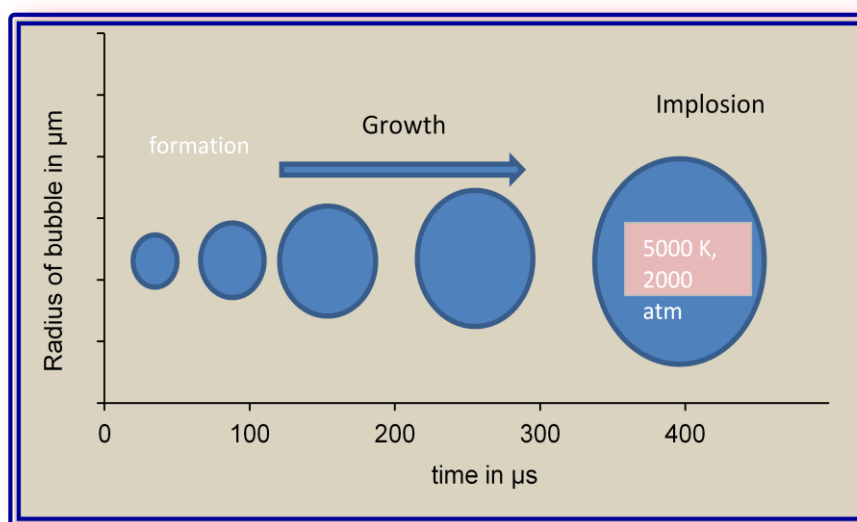 Implosion
Growth
formation
5000 K,
2000
atm
Radius of bubble in µm
0 100 200 300 400
time in µs